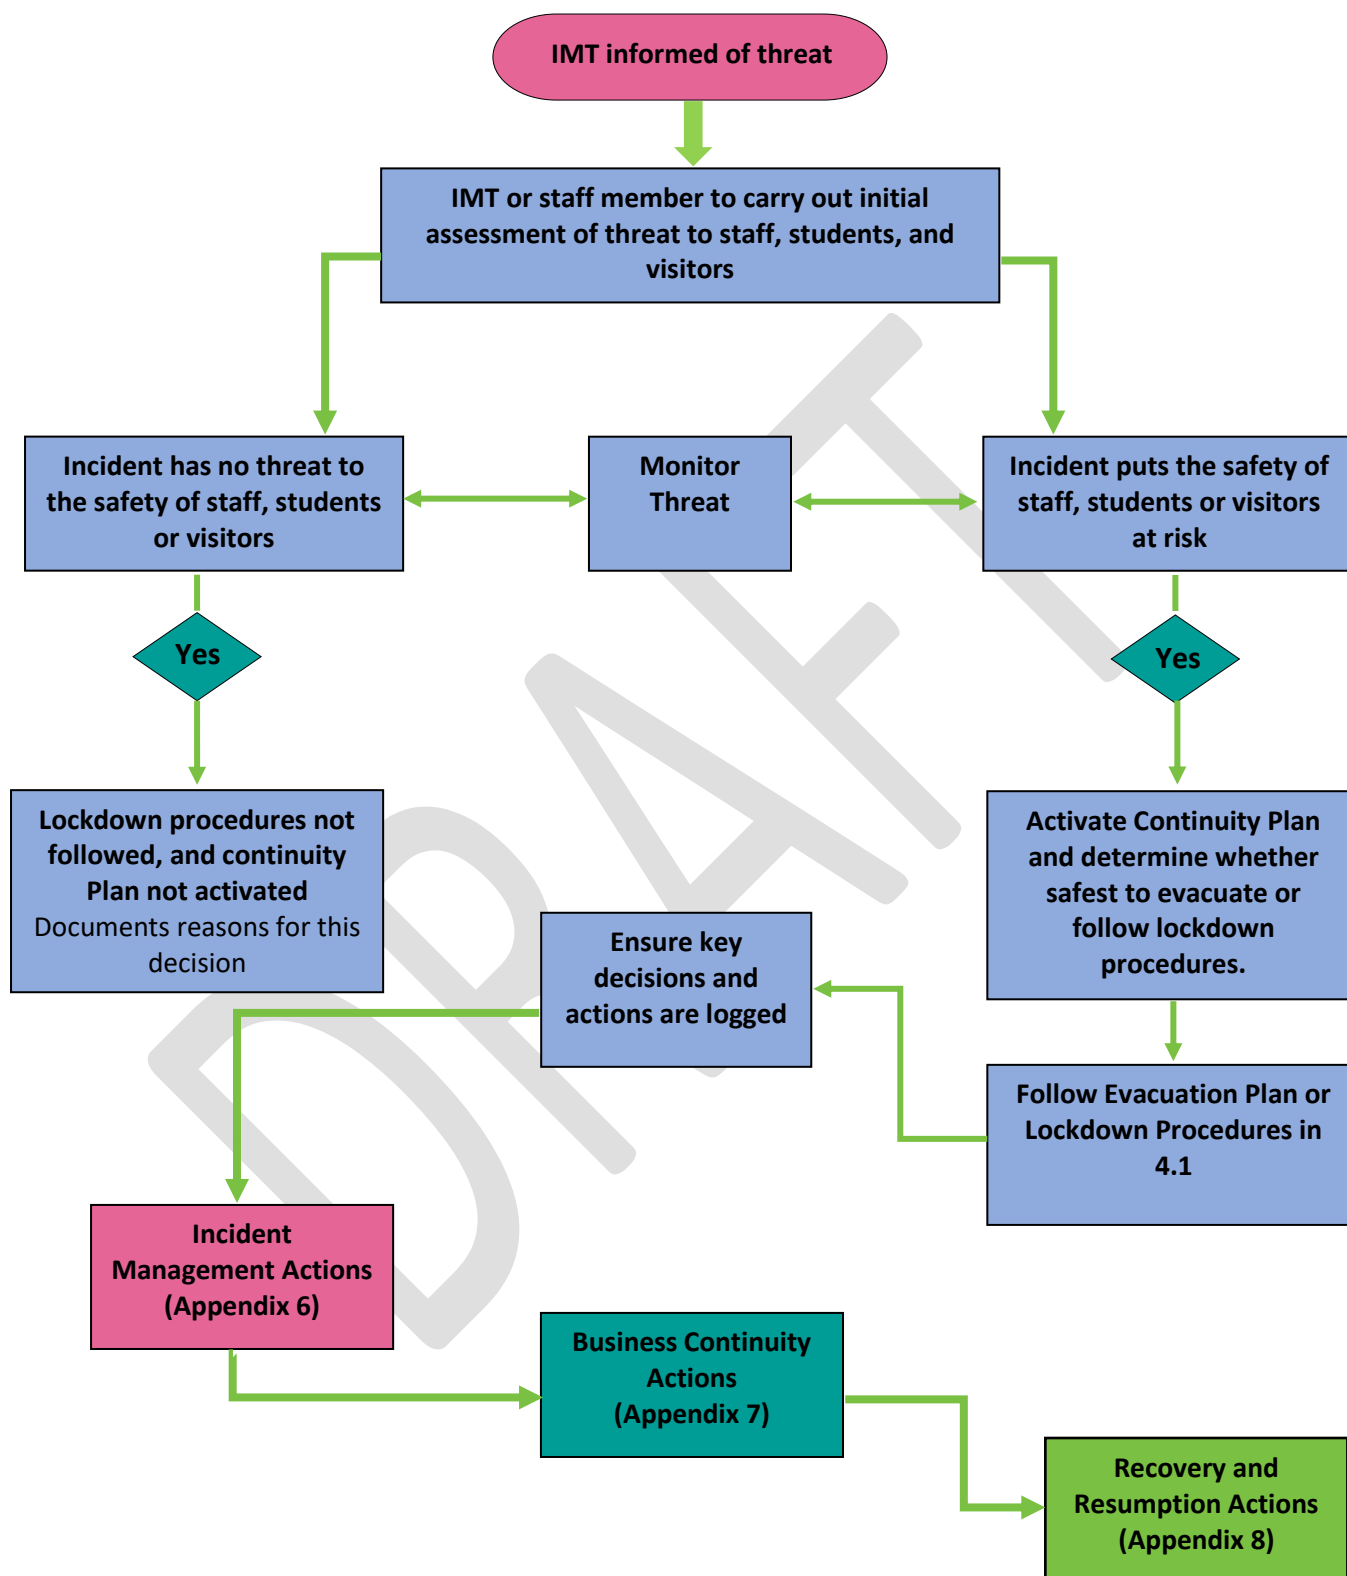 IMT informed of threat
IMT or staff member to carry out initial
assessment of threat to staff, students, and
visitors
Incident has no threat to
the safety of staff, students
or visitors
Monitor
Threat
Incident puts the safety of
staff, students or visitors
at risk
Yes
Yes
Lockdown procedures not
followed, and continuity
Plan not activated
Documents reasons for this
decision
Activate Continuity Plan
and determine whether
safest to evacuate or
follow lockdown
procedures.
Ensure key
decisions and
actions are logged
Follow Evacuation Plan or
Lockdown Procedures in
4.1
Incident
Management Actions
(Appendix 6)
Business Continuity
Actions
(Appendix 7)
Recovery and
Resumption Actions
(Appendix 8)
DRAFT